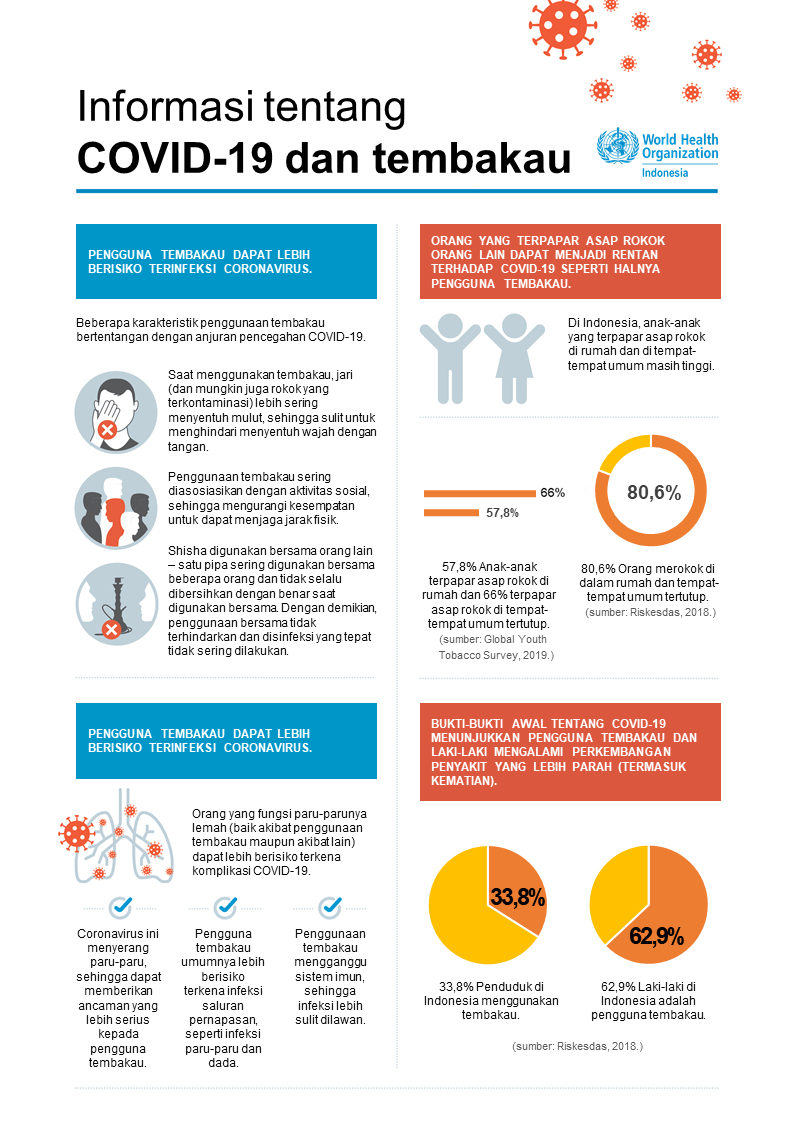 Informasi tentang
COVID-19 dan tembakau
World Health
Organization
Indonesia
PENGGUNA TEMBAKAU DAPAT LEBIH
BERISIKO TERINFEKSI CORONAVIRUS.
Beberapa karakteristik penggunaan tembakau
bertentangan dengan anjuran pencegahan COVID-19.
Saat menggunakan tembakau, jari
(dan mungkin juga rokok yang
terkontaminasi) lebih sering
menyentuh mulut, sehingga sulit untuk
menghindari menyentuh wajah dengan
tangan.
Penggunaan tembakau sering
diasosiasikan dengan aktivitas sosial,
sehingga mengurangi kesempatan
untuk dapat menjaga jarak fisik.
Shisha digunakan bersama orang lain
– satu pipa sering digunakan bersama
beberapa orang dan tidak selalu
dibersihkan dengan benar saat
digunakan bersama. Dengan demikian,
penggunaan bersama tidak
terhindarkan dan disinfeksi yang tepat
tidak sering dilakukan.
ORANG YANG TERPAPAR ASAP ROKOK
ORANG LAIN DAPAT MENJADI RENTAN
TERHADAP COVID-19 SEPERTI HALNYA
PENGGUNA TEMBAKAU.
Di Indonesia, anak-anak
yang terpapar asap rokok
di rumah dan di tempat-
tempat umum masih tinggi.
66%
57,8%
57,8% Anak-anak
terpapar asap rokok di
rumah dan 66% terpapar
asap rokok di tempat-
tempat umum tertutup.
(sumber: Global Youth
Tobacco Survey, 2019.)
80,6%
80,6% Orang merokok di
dalam rumah dan tempat-
tempat umum tertutup.
(sumber: Riskesdas, 2018.)
PENGGUNA TEMBAKAU DAPAT LEBIH
BERISIKO TERINFEKSI CORONAVIRUS.
Orang yang fungsi paru-parunya
lemah (baik akibat penggunaan
tembakau maupun akibat lain)
dapat lebih berisiko terkena
komplikasi COVID-19.
Coronavirus ini
menyerang
paru-paru,
sehingga dapat
memberikan
ancaman yang
lebih serius
kepada
pengguna
tembakau.
Pengguna
tembakau
umumnya lebih
berisiko
terkena infeksi
saluran
pernapasan,
seperti infeksi
paru-paru dan
dada.
Penggunaan
tembakau
mengganggu
sistem imun,
sehingga
infeksi lebih
sulit dilawan.
BUKTI-BUKTI AWAL TENTANG COVID-19
MENUNJUKKAN PENGGUNA TEMBAKAU DAN
LAKI-LAKI MENGALAMI PERKEMBANGAN
PENYAKIT YANG LEBIH PARAH (TERMASUK
KEMATIAN).
33,8%
33,8% Penduduk di
Indonesia menggunakan
tembakau.
62,9%
62,9% Laki-laki di
Indonesia adalah
pengguna tembakau.
(sumber: Riskesdas, 2018.)